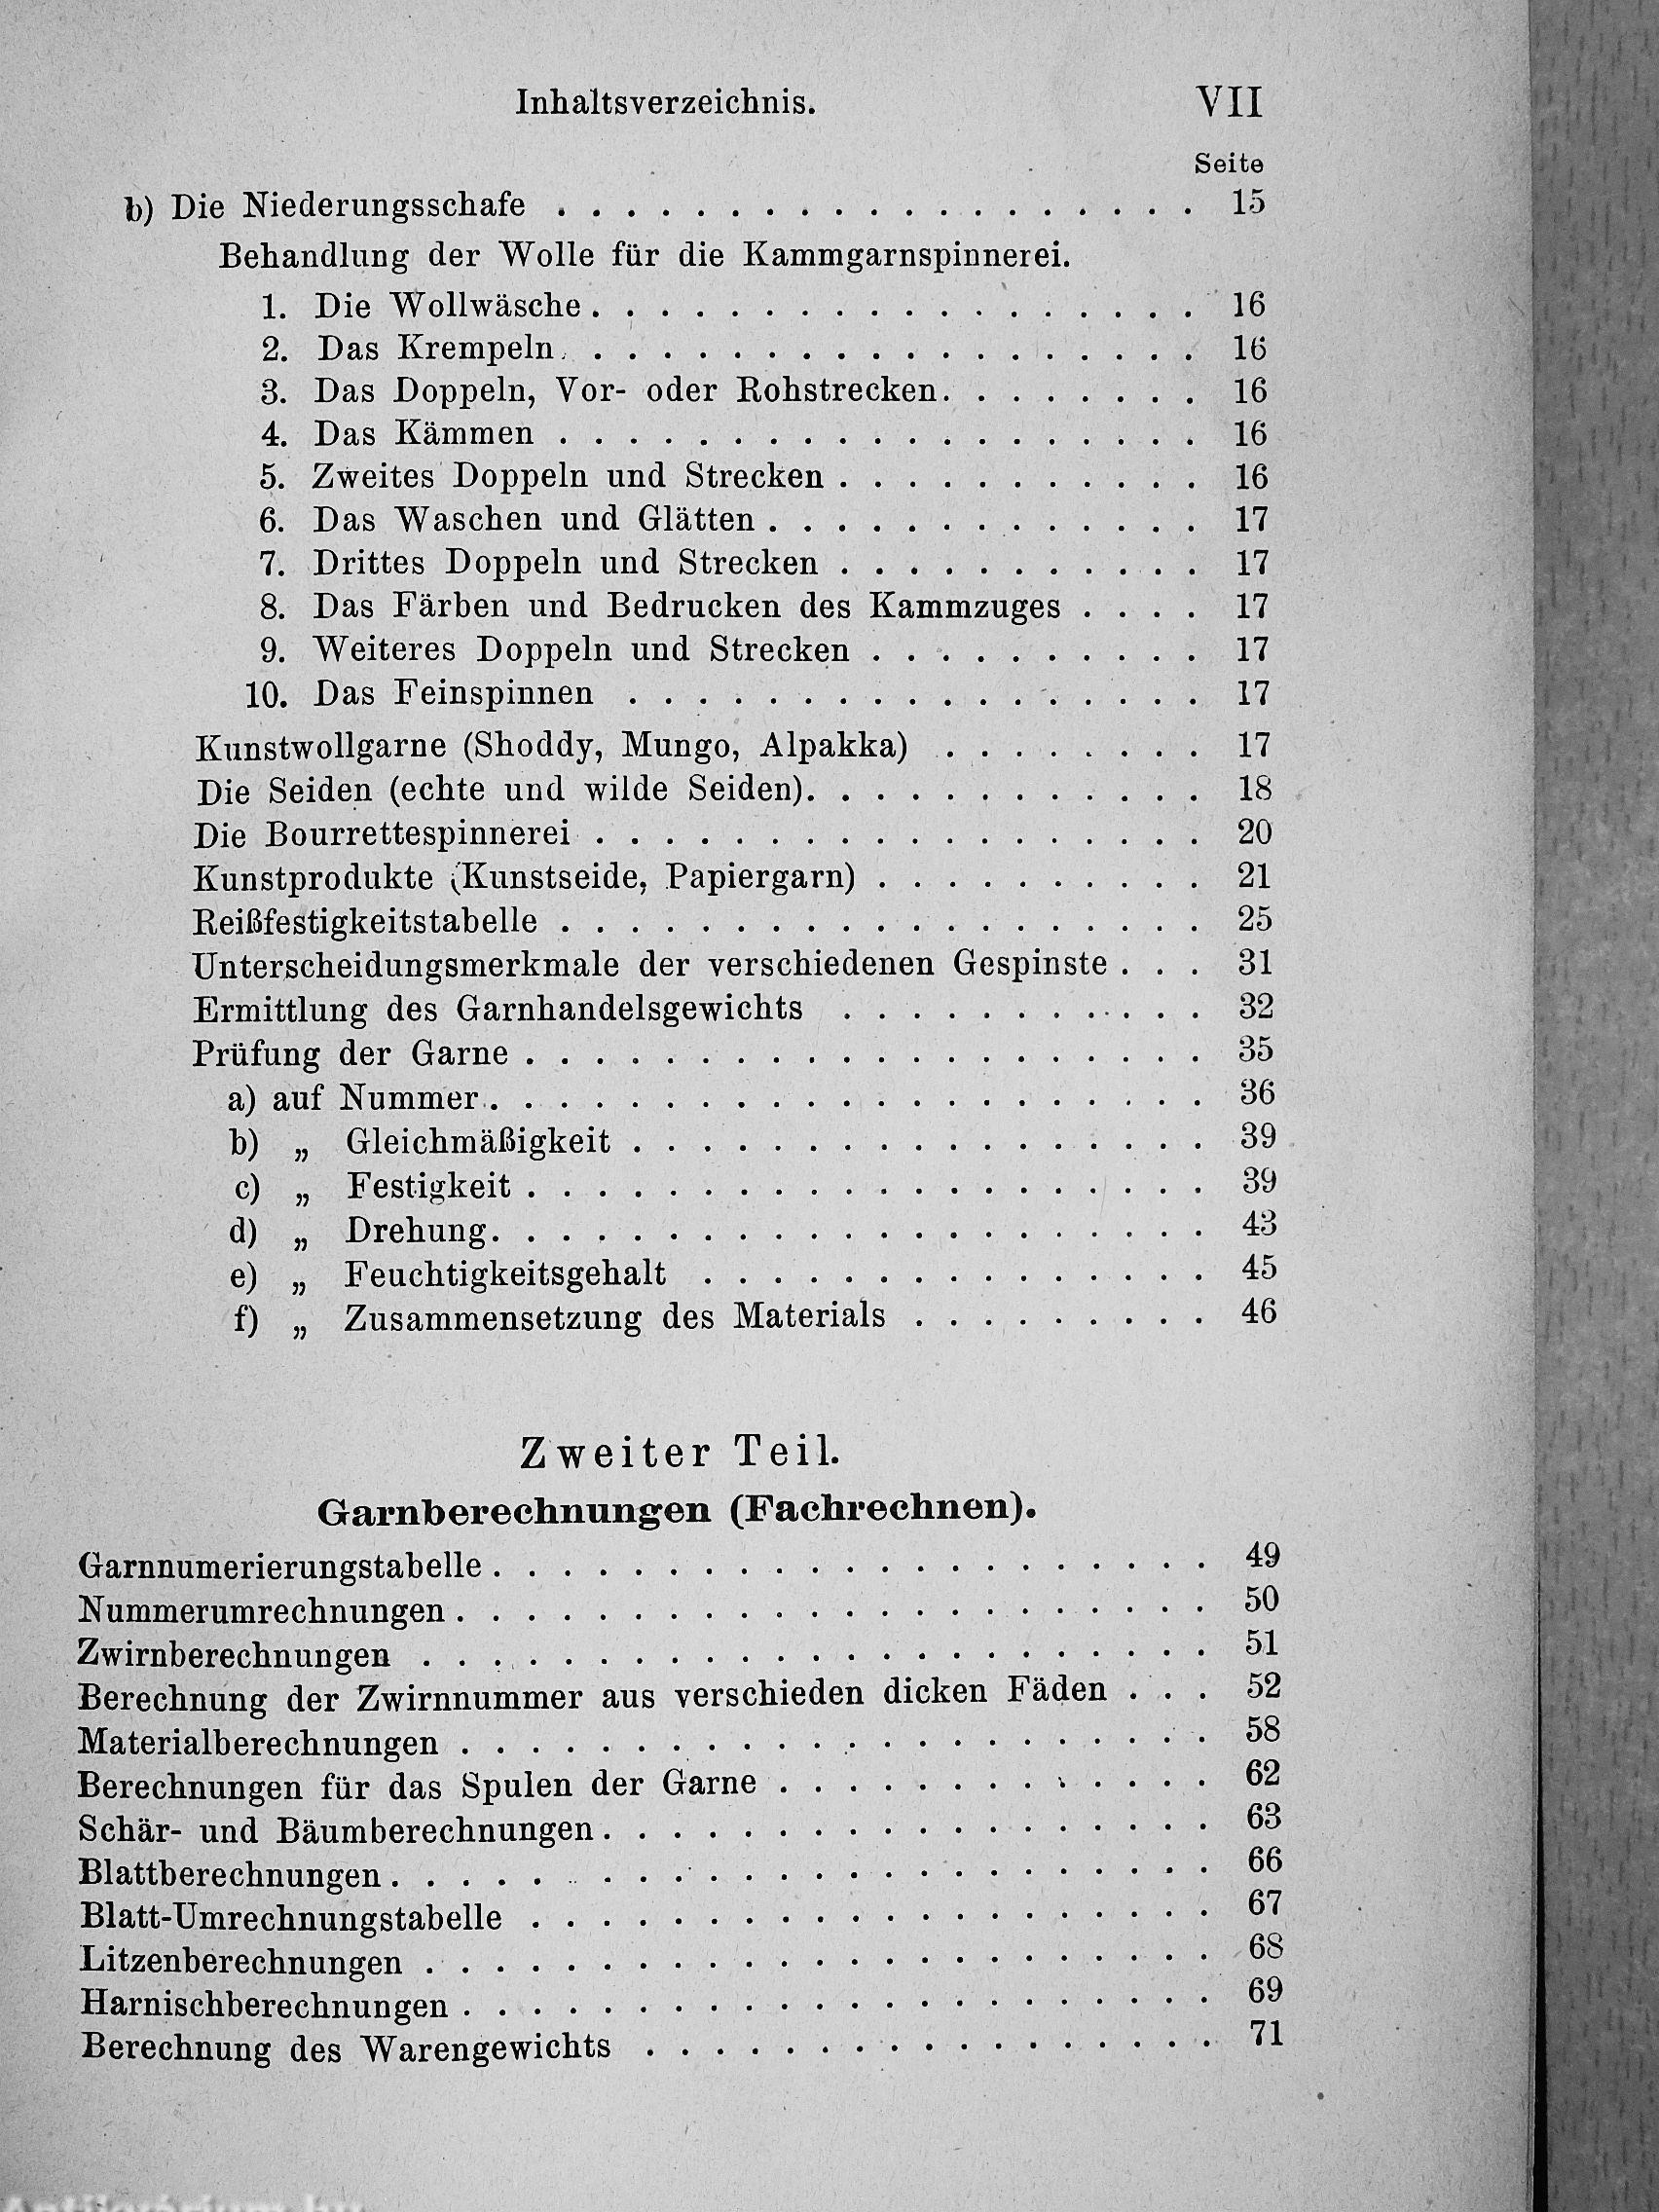 Inhaltsverzeichnis. VII
Seite
b) Die Niederungsschafe . . . . . . . . . . . . . . . . . . . 15
Behandlung der Wolle für die Kammgarnspinnerei.
1. Die Wollwäsche . . . . . . . . . . . . . . . . . . 16
2. Das Krempeln . . . . . . . . . . . . . . . . . . . 16
3. Das Doppeln, Vor- oder Rohstrecken . . . . . . . . 16
4. Das Kämmen . . . . . . . . . . . . . . . . . . . 16
5. Zweites Doppeln und Strecken . . . . . . . . . . . 16
6. Das Waschen und Glätten . . . . . . . . . . . . . 17
7. Drittes Doppeln und Strecken . . . . . . . . . . . 17
8. Das Färben und Bedrucken des Kammzuges . . . . 17
9. Weiteres Doppeln und Strecken . . . . . . . . . . 17
10. Das Feinspinnen . . . . . . . . . . . . . . . . . 17
Kunstwollgarne (Shoddy, Mungo, Alpakka) . . . . . . . . 17
Die Seiden (echte und wilde Seiden) . . . . . . . . . . . . 18
Die Bourrettespinnerei . . . . . . . . . . . . . . . . . . 20
Kunstprodukte (Kunstseide, Papiergarn) . . . . . . . . . . 21
Reißfestigkeitstabelle . . . . . . . . . . . . . . . . . . . 25
Unterscheidungsmerkmale der verschiedenen Gespinste . . . 31
Ermittlung des Garnhandelsgewichts . . . . . . . . . . . 32
Prüfung der Garne . . . . . . . . . . . . . . . . . . . . 35
a) auf Nummer . . . . . . . . . . . . . . . . . . . . . 36
b) „ Gleichmäßigkeit . . . . . . . . . . . . . . . . . 39
c) „ Festigkeit . . . . . . . . . . . . . . . . . . . . 39
d) „ Drehung . . . . . . . . . . . . . . . . . . . . . 43
e) „ Feuchtigkeitsgehalt . . . . . . . . . . . . . . . 45
f) „ Zusammensetzung des Materials . . . . . . . . . 46
Zweiter Teil.
Garnberechnungen (Fachrechnen).
Garnnumerierungstabelle . . . . . . . . . . . . . . . . . . . . . 49
Nummerumrechnungen . . . . . . . . . . . . . . . . . . . . . . 50
Zwirnberechnungen . . . . . . . . . . . . . . . . . . . . . . . 51
Berechnung der Zwirnnummer aus verschieden dicken Fäden . . . 52
Materialberechnungen . . . . . . . . . . . . . . . . . . . . . . 58
Berechnungen für das Spulen der Garne . . . . . . . . . . . . . 62
Schär- und Bäumberechnungen . . . . . . . . . . . . . . . . . . 63
Blattberechnungen . . . . . . . . . . . . . . . . . . . . . . . . 66
Blatt-Umrechnungstabelle . . . . . . . . . . . . . . . . . . . . 67
Litzenberechnungen . . . . . . . . . . . . . . . . . . . . . . . 68
Harnischberechnungen . . . . . . . . . . . . . . . . . . . . . . 69
Berechnung des Warengewichts . . . . . . . . . . . . . . . . . 71